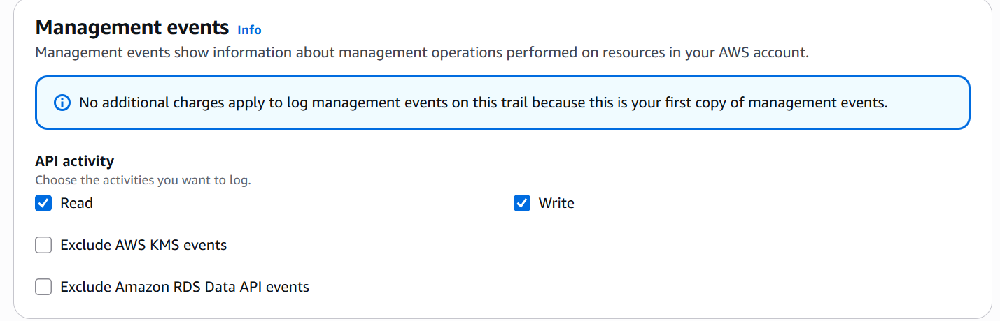 Management events Info
Management events show information about management operations performed on resources in your AWS account.
No additional charges apply to log management events on this trail because this is your first copy of management events.
API activity
Choose the activities you want to log.
Read Write
Exclude AWS KMS events
Exclude Amazon RDS Data API events